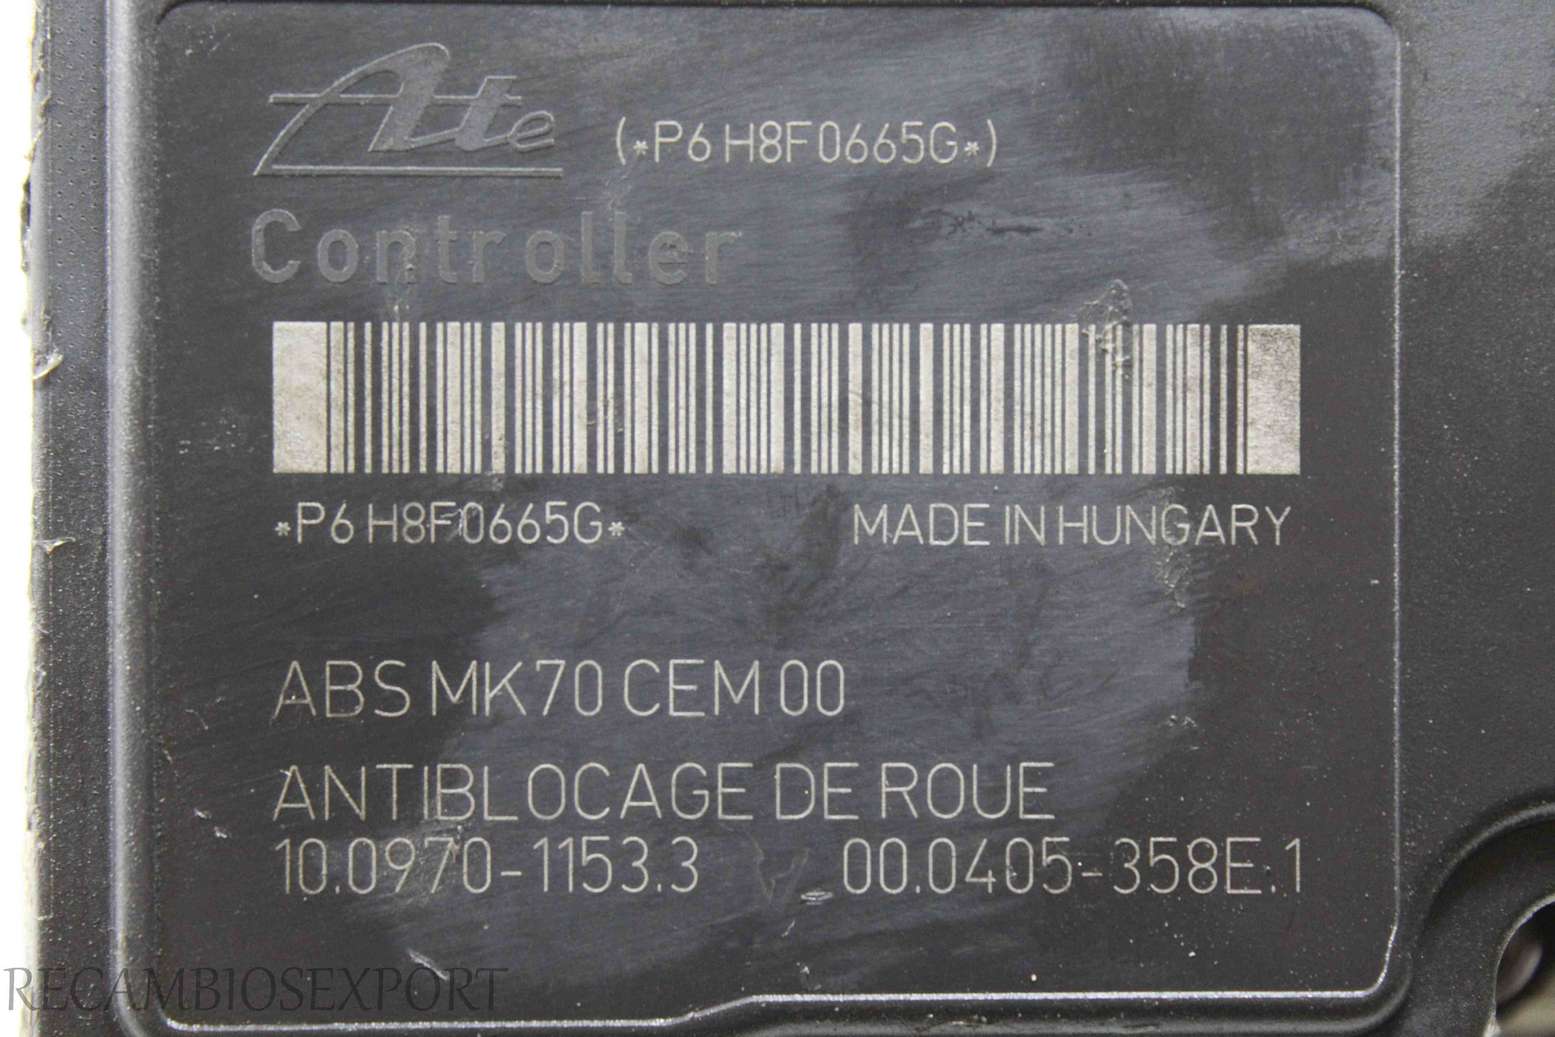 Ate (*P6 H8F0665G*)
Controller
*P6 H8F0665G* MADE IN HUNGARY
ABS MK70 CEM 00
ANTIBLOCAGE DE ROUE
10.0970-1153.3 00.0405-358E.1
RECAMBIOSEXPORT